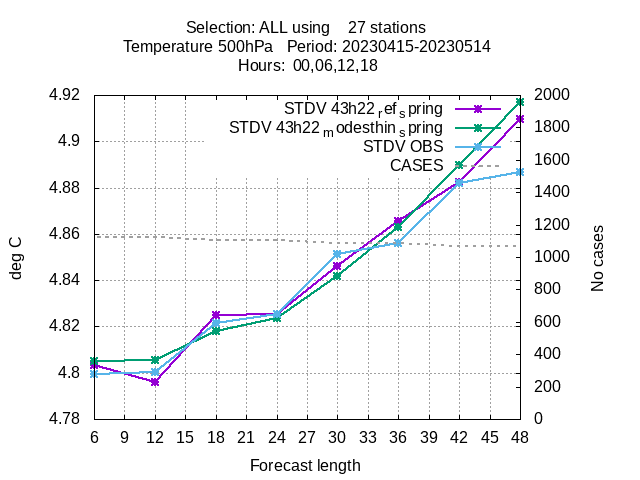 Selection: ALL using    27 stations
Temperature 500hPa   Period: 20230415-20230514
Hours:  00,06,12,18
4.92
4.9
4.88
4.86
4.84
4.82
4.8
4.78
deg C
STDV 43h22 ref spring
STDV 43h22 modesthin spring
STDV OBS
CASES
2000
1800
1600
1400
1200
1000
800
600
400
200
0
No cases
6 9 12 15 18 21 24 27 30 33 36 39 42 45 48
Forecast length